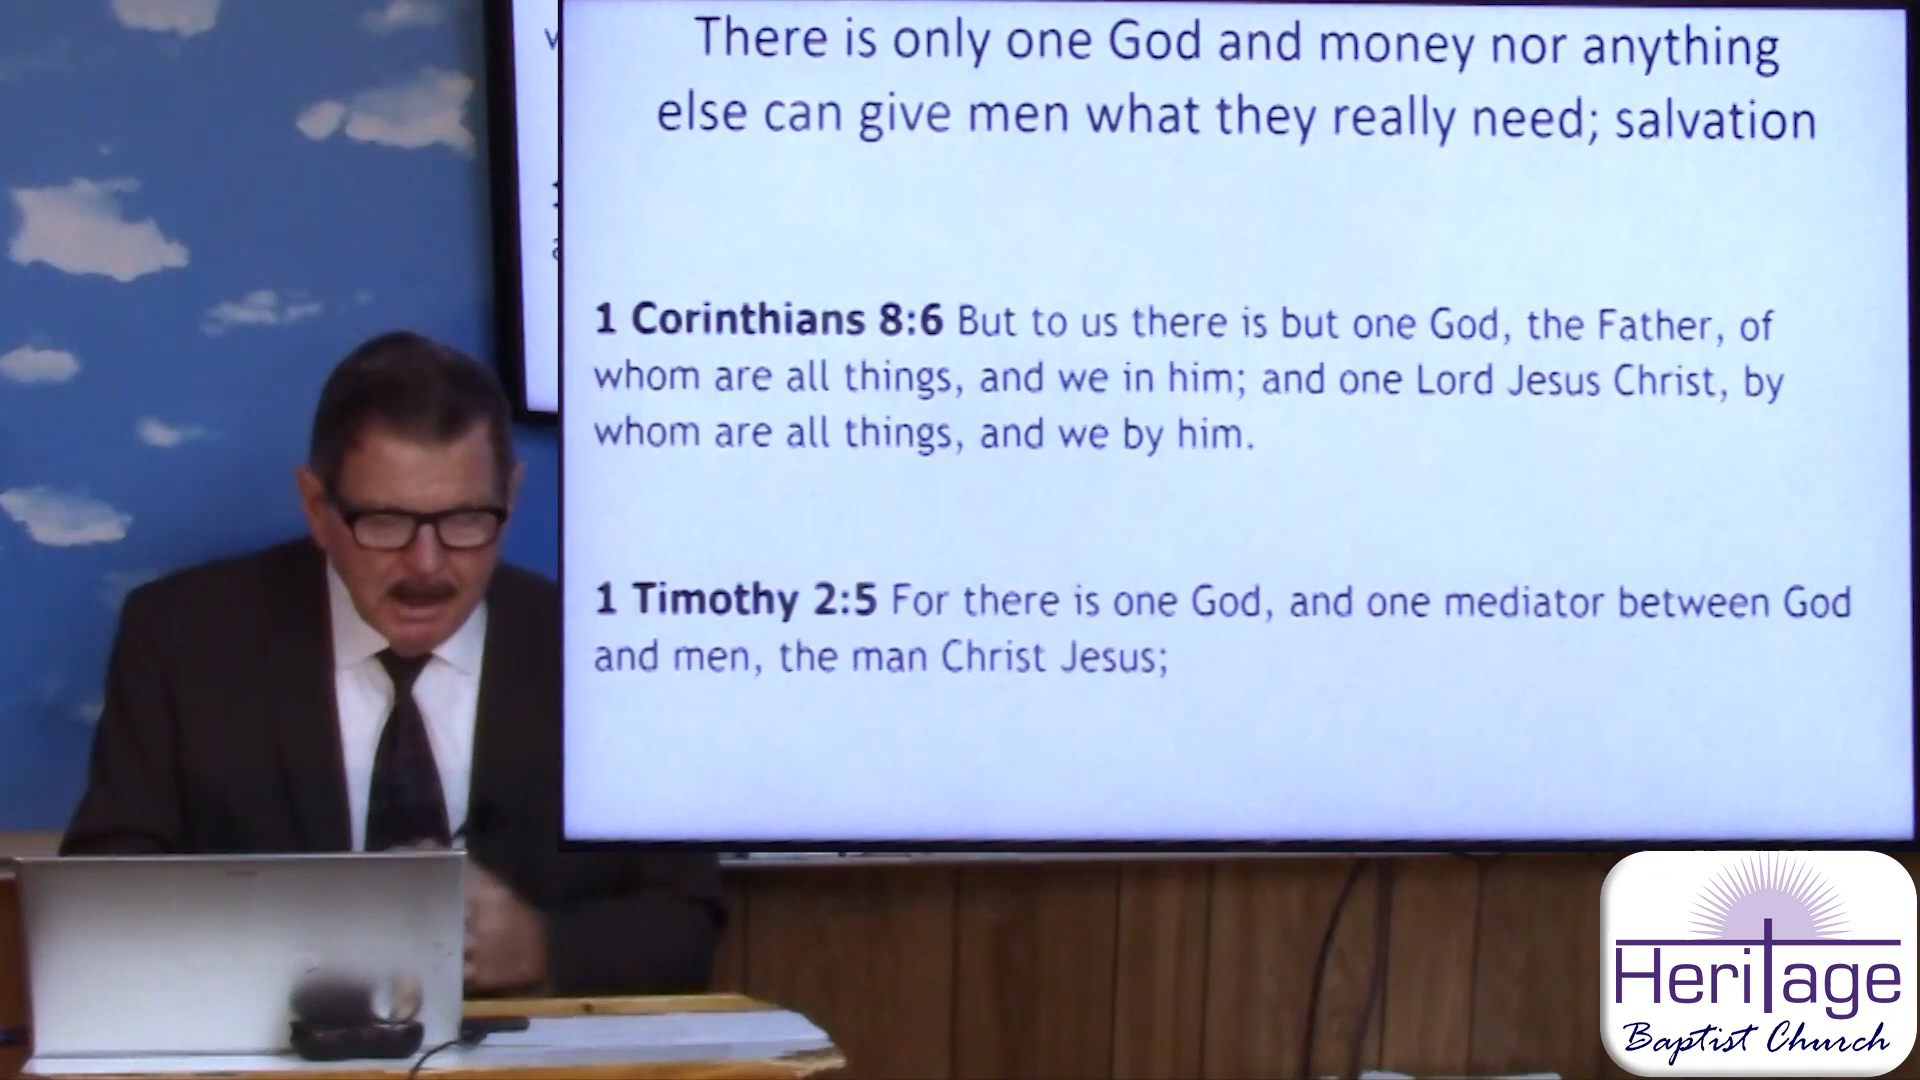 There is only one God and money nor anything
else can give men what they really need; salvation
1 Corinthians 8:6 But to us there is but one God, the Father, of
whom are all things, and we in him; and one Lord Jesus Christ, by
whom are all things, and we by him.
1 Timothy 2:5 For there is one God, and one mediator between God
and men, the man Christ Jesus;
Heritage
Baptist Church